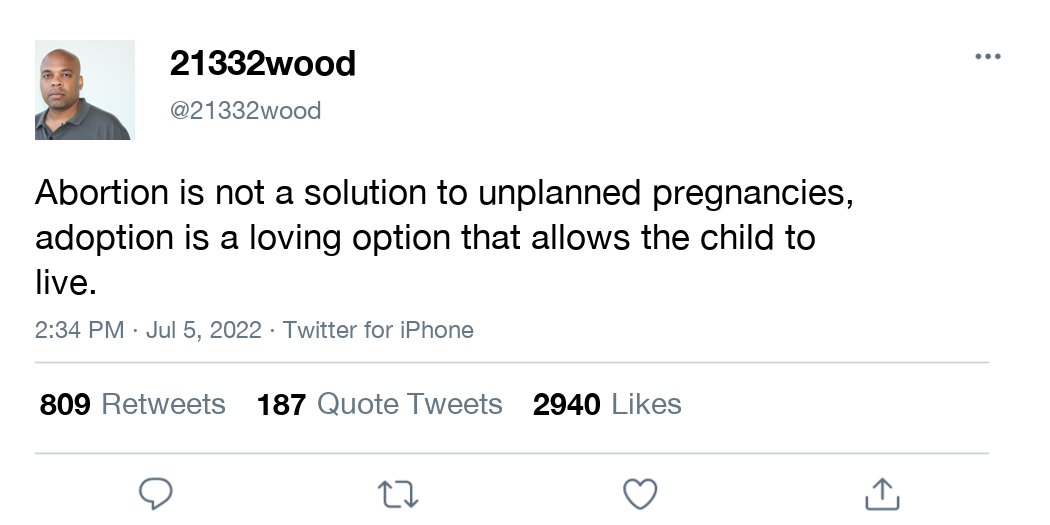 21332wood
@21332wood
Abortion is not a solution to unplanned pregnancies,
adoption is a loving option that allows the child to
live.
2:34 PM · Jul 5, 2022 · Twitter for iPhone
809 Retweets 187 Quote Tweets 2940 Likes